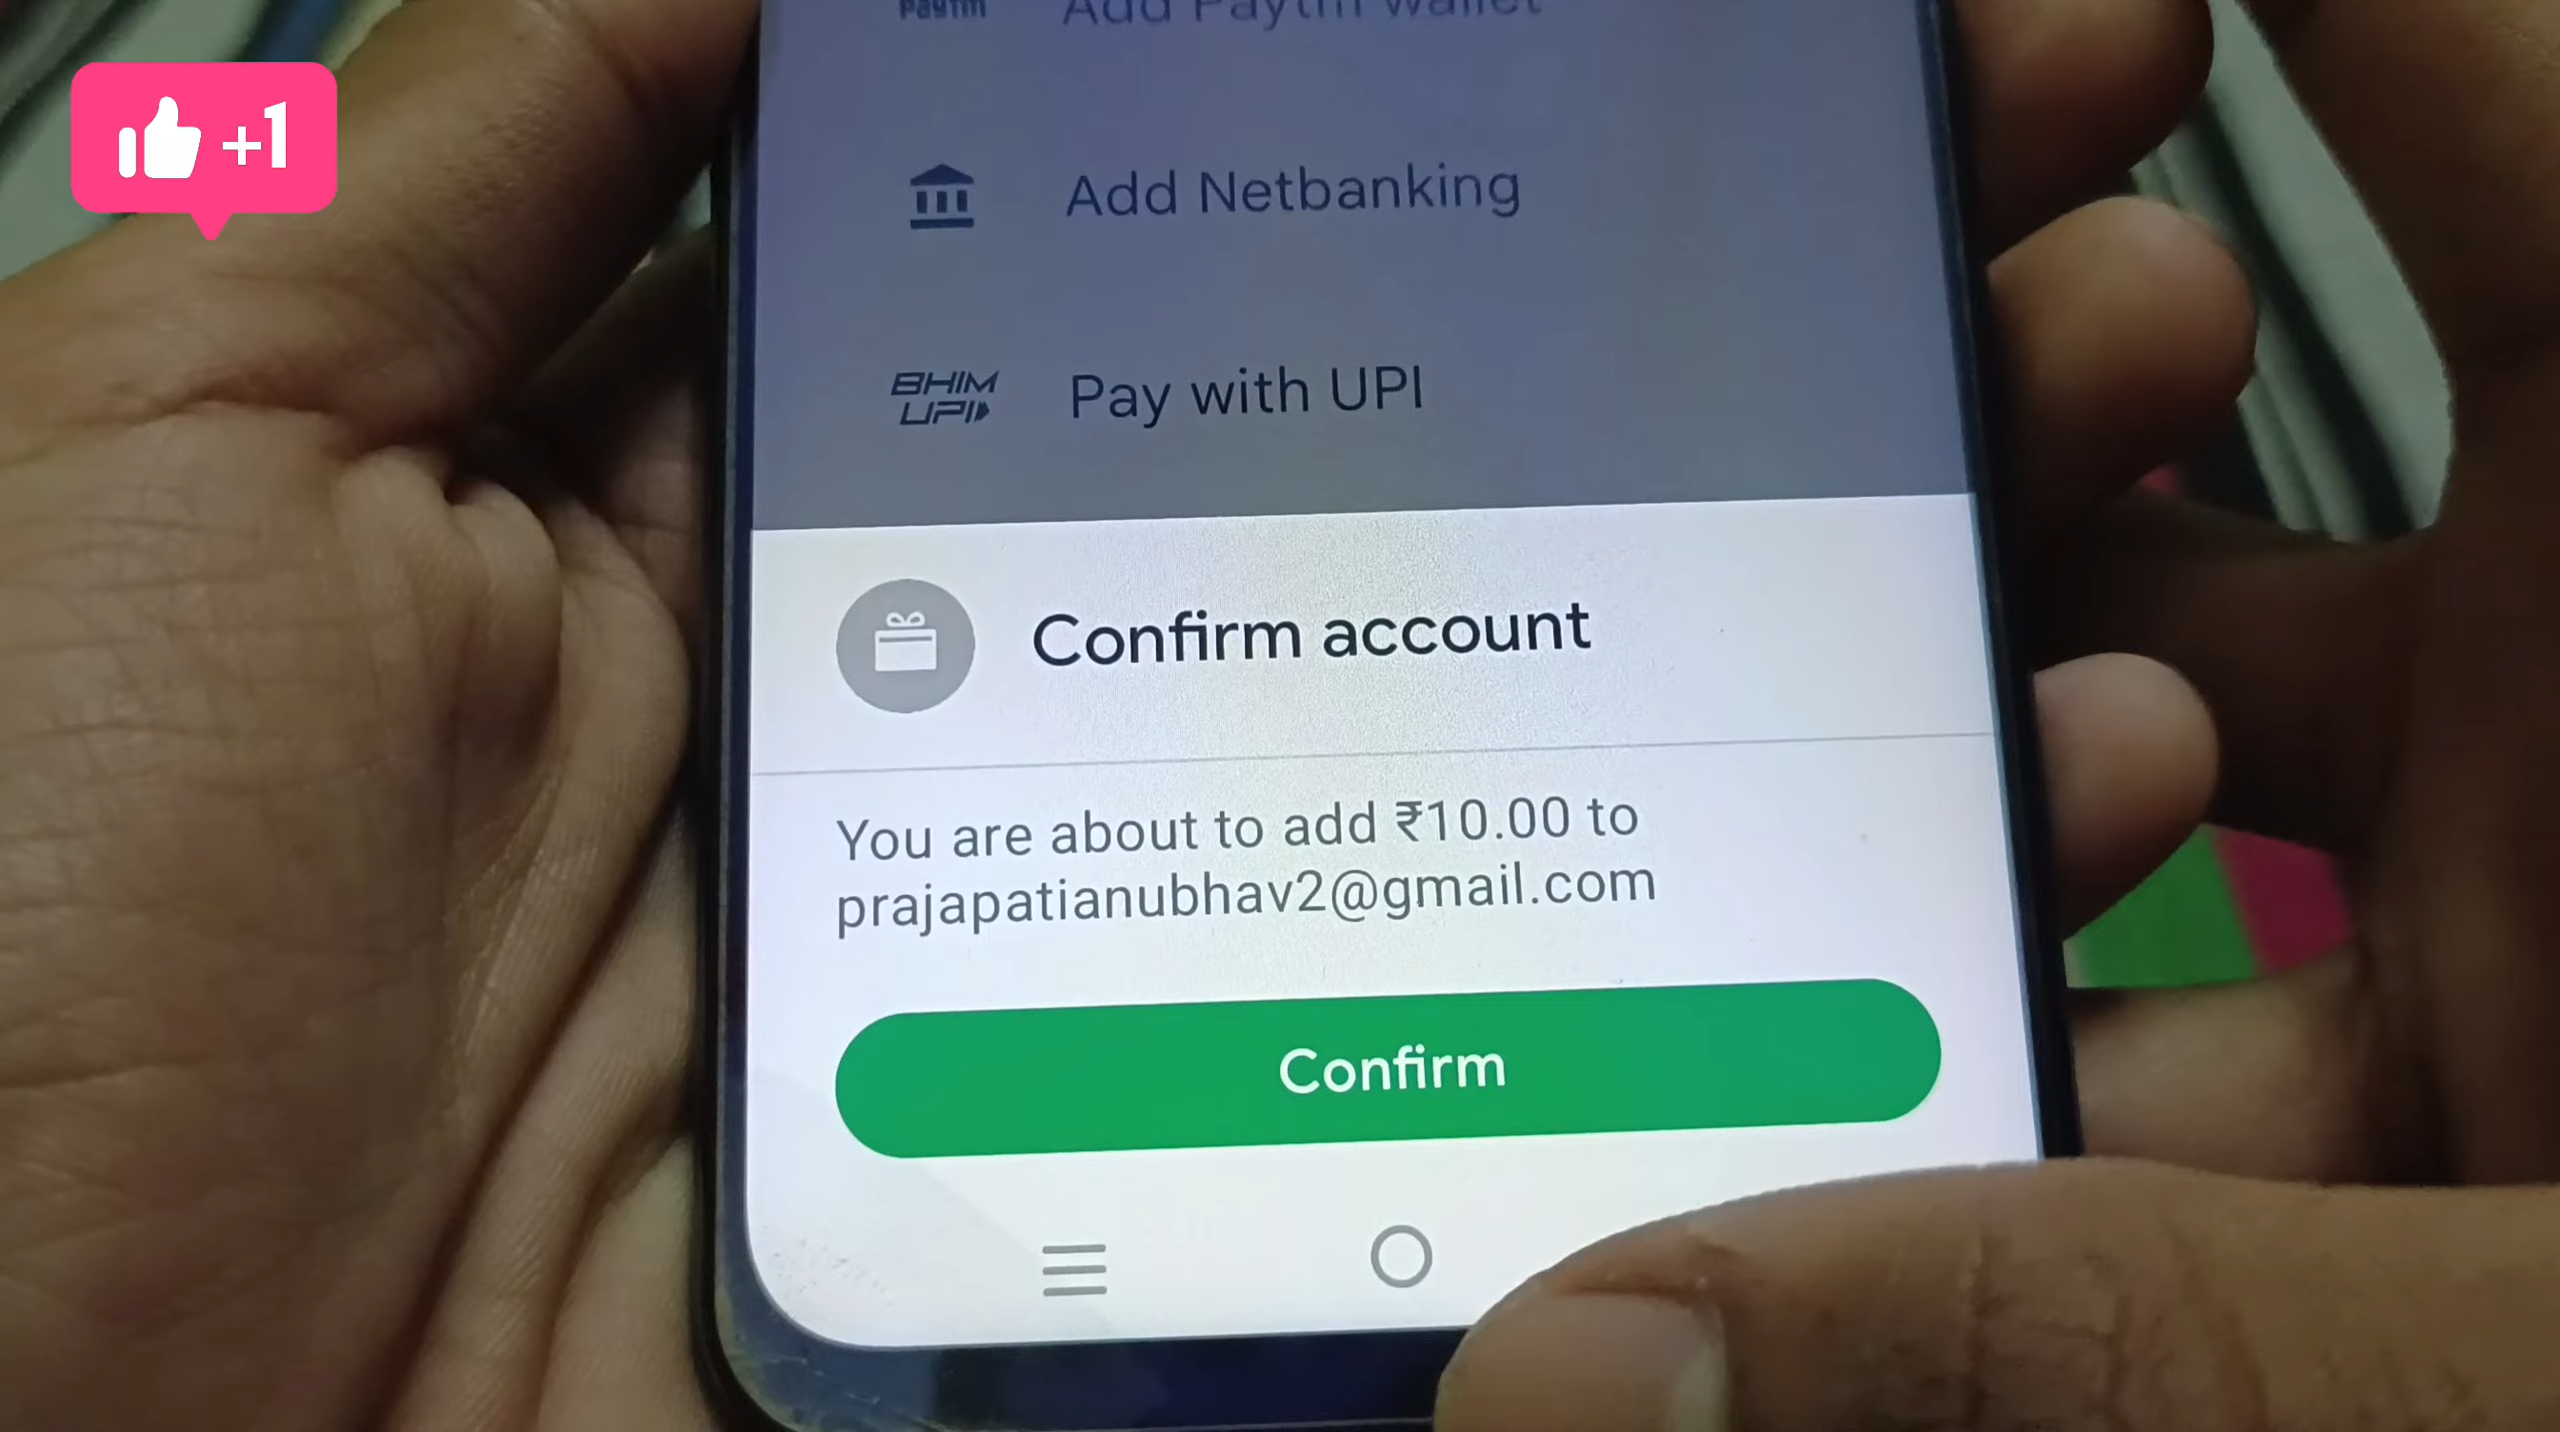 +1
Paytm
Add Paytm wallet
Add Netbanking
BHIM
UPI
Pay with UPI
Confirm account
You are about to add ₹10.00 to
prajapatianubhav2@gmail.com
Confirm